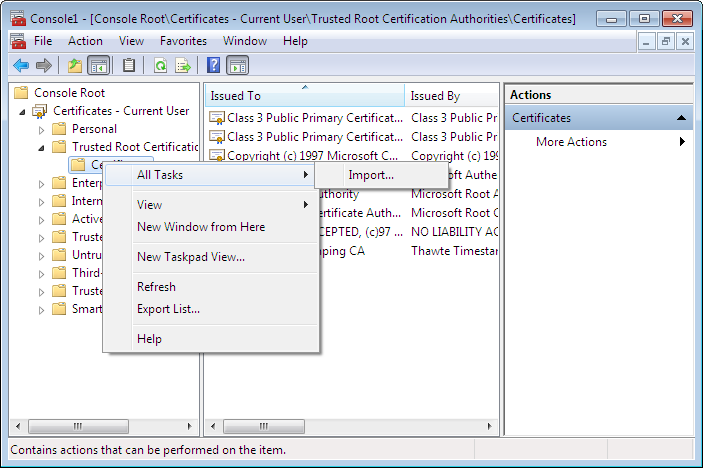 Console1 - [Console Root\Certificates - Current User\Trusted Root Certification Authorities\Certificates]
File Action View Favorites Window Help
Console Root
Certificates - Current User
Personal
Trusted Root Certificatio
Enterp
Intern
Active
Truste
Untru
Third-
Truste
Smart
All Tasks
View
New Window from Here
New Taskpad View...
Refresh
Export List...
Help
Import...
Issued To Issued By
Class 3 Public Primary Certificat... Class 3 Public Pr
Class 3 Public Primary Certificat... Class 3 Public Pr
Copyright (c) 1997 Microsoft C... Copyright (c) 19
Microsoft Authe
uthority Microsoft Root A
ertificate Auth... Microsoft Root C
CEPTED, (c)97 ... NO LIABILITY AC
ping CA Thawte Timestar
Actions
Certificates
More Actions
Contains actions that can be performed on the item.